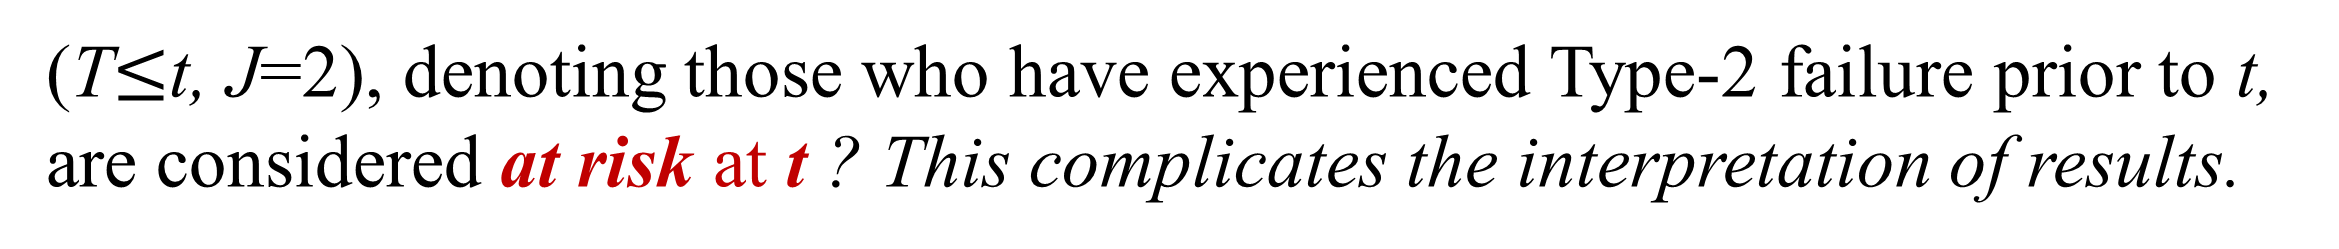 (T≤t, J=2), denoting those who have experienced Type-2 failure prior to t,
are considered at risk at t ? This complicates the interpretation of results.